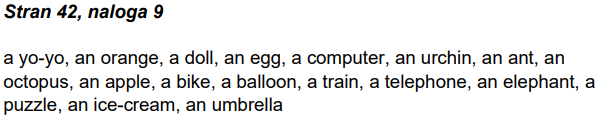 Stran 42, naloga 9
a yo-yo, an orange, a doll, an egg, a computer, an urchin, an ant, an
octopus, an apple, a bike, a balloon, a train, a telephone, an elephant, a
puzzle, an ice-cream, an umbrella